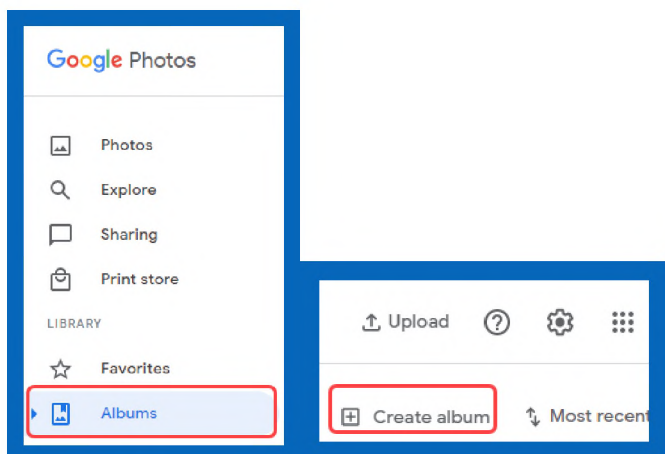 Google Photos
Photos
Explore
Sharing
Print store
LIBRARY
Favorites
Albums
Upload
Create album
Most recent